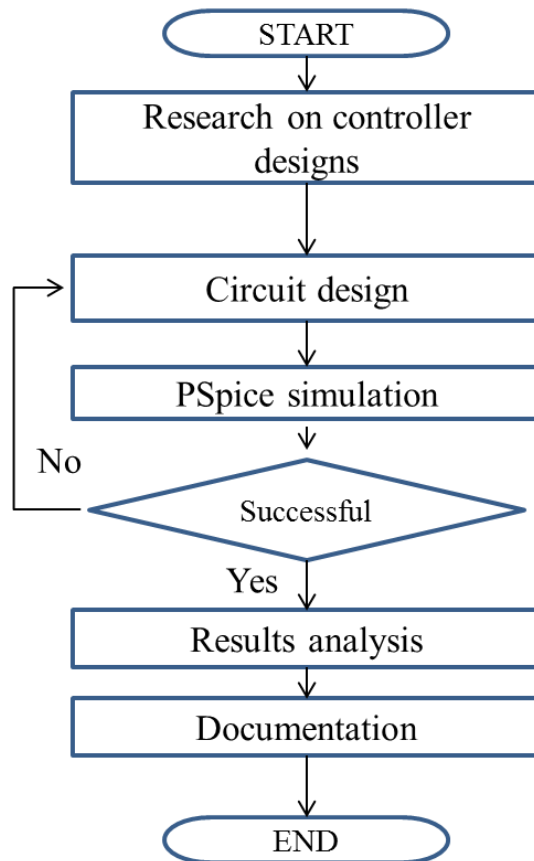 START
Research on controller
designs
Circuit design
PSpice simulation
No
Successful
Yes
Results analysis
Documentation
END